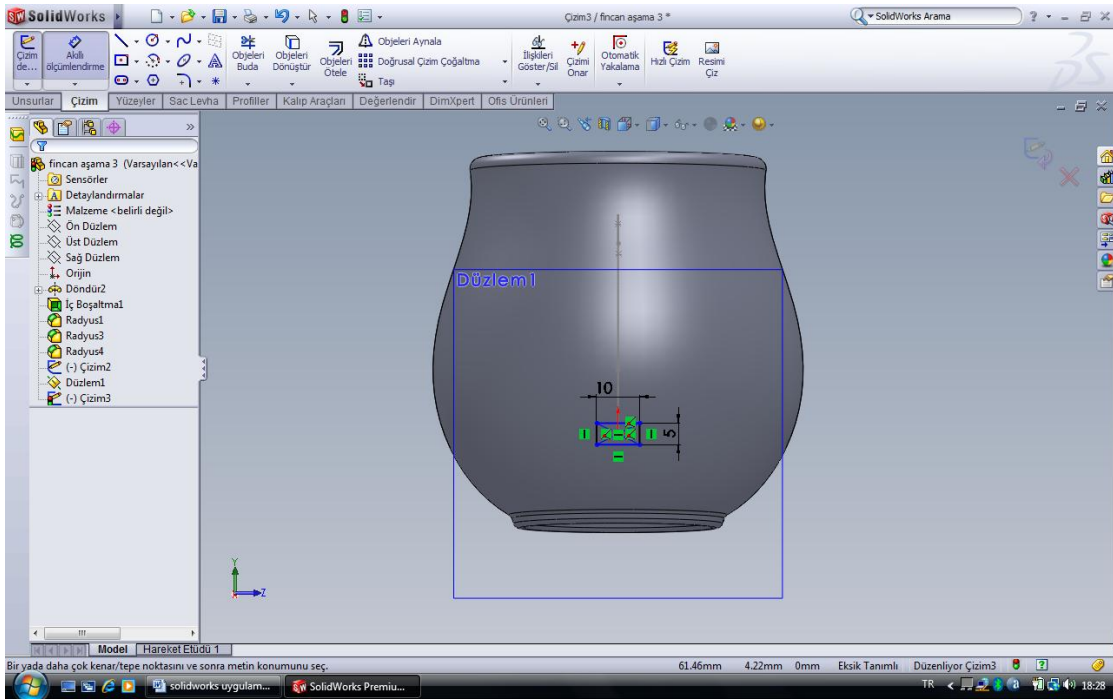 SolidWorks
Çizim3 / fincan aşama 3 *
SolidWorks Arama
Çizim de...
Akıllı ölçümlendirme
Objeleri Buda
Objeleri Dönüştür
Objeleri Ötele
Objeleri Aynala
Doğrusal Çizim Çoğaltma
Taşı
İlişkileri Göster/Sil
Çizimi Onar
Otomatik Yakalama
Hızlı Çizim
Resimi Çiz
Unsurlar
Çizim
Yüzeyler
Sac Levha
Profiller
Kalıp Araçları
Değerlendir
DimXpert
Ofis Ürünleri
fincan aşama 3 (Varsayılan<<Va
Sensörler
Detaylandırmalar
Malzeme <belirli değil>
Ön Düzlem
Üst Düzlem
Sağ Düzlem
Orijin
Döndür2
İç Boşaltma1
Radyus1
Radyus3
Radyus4
(-) Çizim2
Düzlem1
(-) Çizim3
Düzlem1
10
5
Y
Z
Model
Hareket Etüdü 1
Bir yada daha çok kenar/tepe noktasını ve sonra metin konumunu seç.
61.46mm
4.22mm
0mm
Eksik Tanımlı
Düzenliyor Çizim3
solidworks uygulam...
SolidWorks Premiu...
TR
18:28